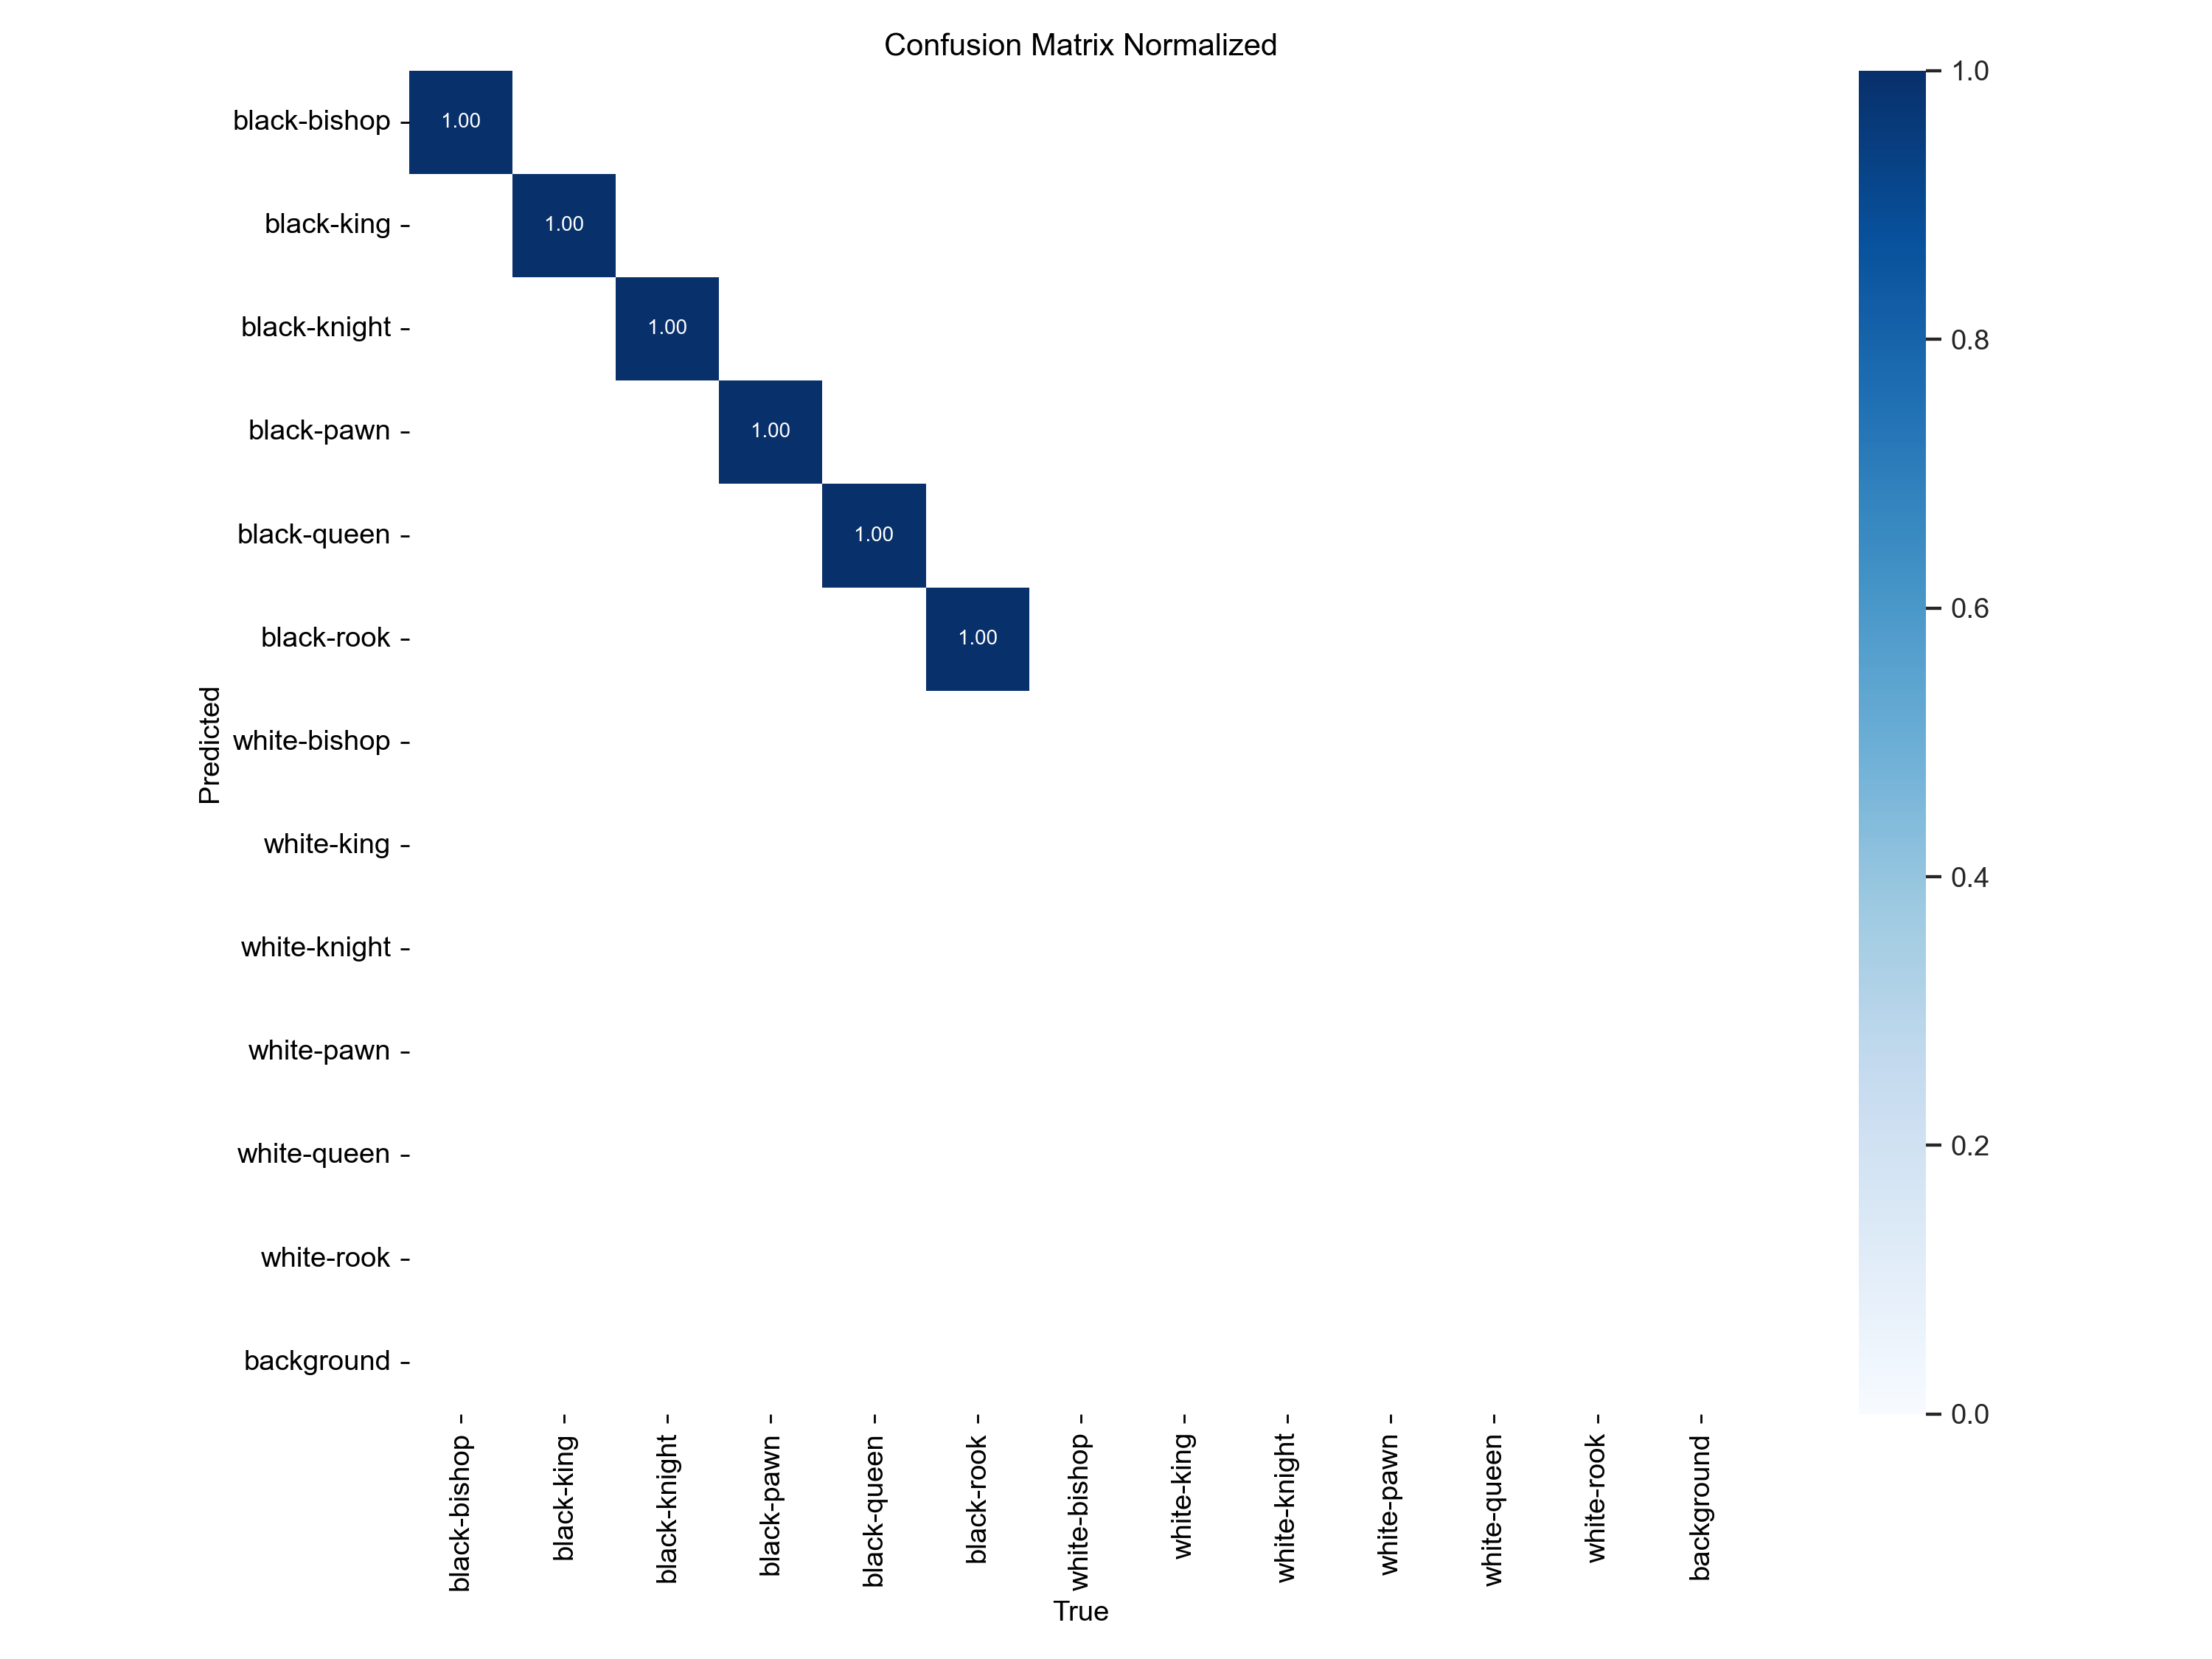 Confusion Matrix Normalized
black-bishop
1.00
black-king
1.00
black-knight
1.00
black-pawn
1.00
black-queen
1.00
black-rook
1.00
white-bishop
white-king
white-knight
white-pawn
white-queen
white-rook
background
Predicted
black-bishop
black-king
black-knight
black-pawn
black-queen
black-rook
white-bishop
white-king
white-knight
white-pawn
white-queen
white-rook
background
True
1.0
0.8
0.6
0.4
0.2
0.0